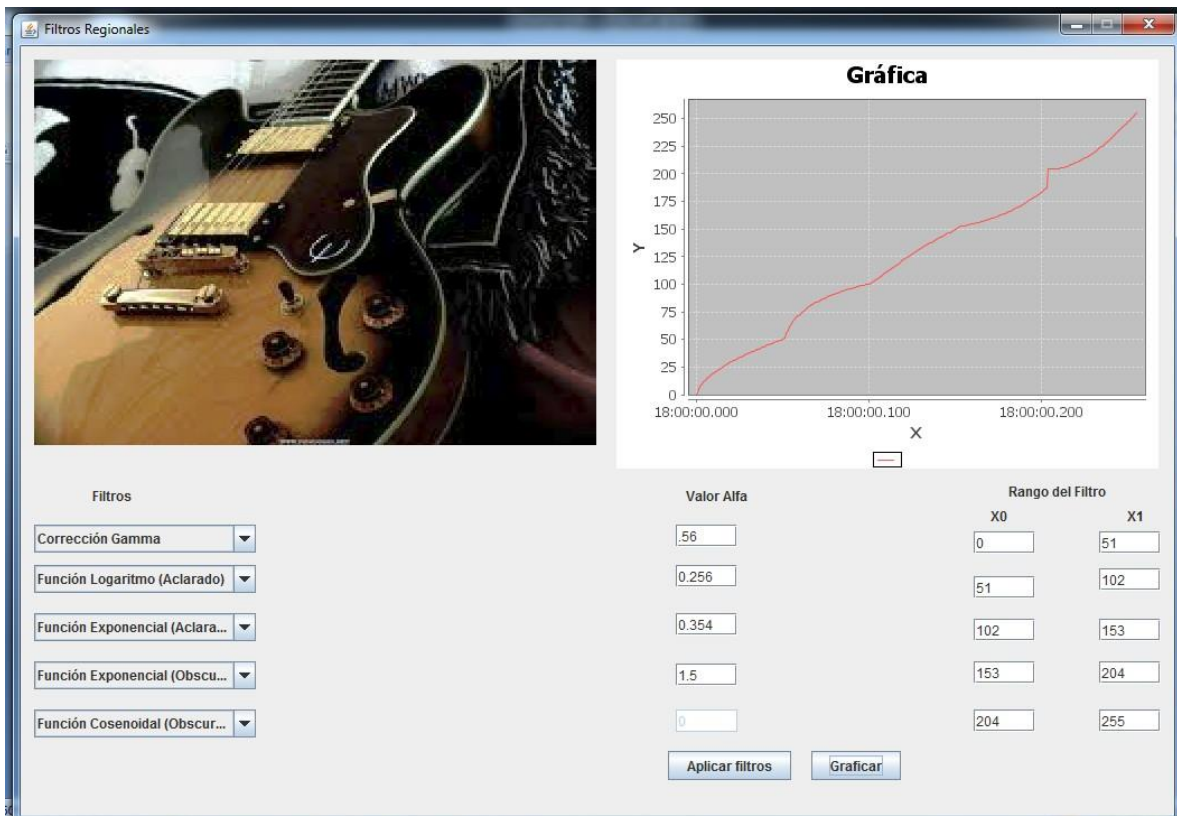 Filtros Regionales
Gráfica
250
225
200
175
150
125
100
75
50
25
0
Y
18:00:00.000 18:00:00.100 18:00:00.200
X
Filtros Valor Alfa Rango del Filtro
X0 X1
Corrección Gamma .56 0 51
Función Logaritmo (Aclarado) 0.256 51 102
Función Exponencial (Aclara... 0.354 102 153
Función Exponencial (Obscu... 1.5 153 204
Función Cosenoidal (Obscur... 0 204 255
Aplicar filtros Graficar